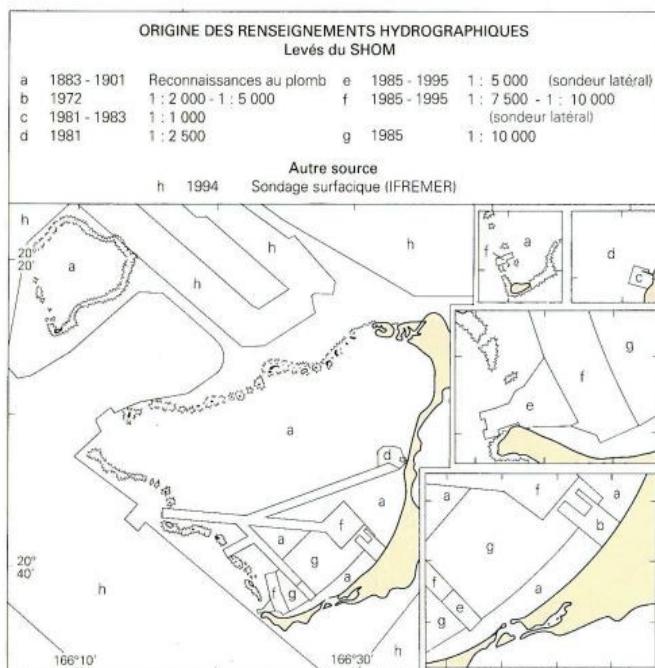 ORIGINE DES RENSEIGNEMENTS HYDROGRAPHIQUES
Levés du SHOM
a 1883 - 1901 Reconnaissances au plomb e 1985 - 1995 1 : 5 000 (sondeur latéral)
b 1972 1 : 2 000 - 1 : 5 000 f 1985 - 1995 1 : 7 500 - 1 : 10 000
c 1981 - 1983 1 : 1 000 (sondeur latéral)
d 1981 1 : 2 500 g 1985 1 : 10 000
Autre source
h 1994 Sondage surfacique (IFREMER)
h
h
h
h
20°
20'
a
h
f
a
d
c
g
f
e
a
d
a
f
a
g
a
f
g
20°
40'
h
h
166°10'
166°30'
a
f
a
b
g
f
a
e
g